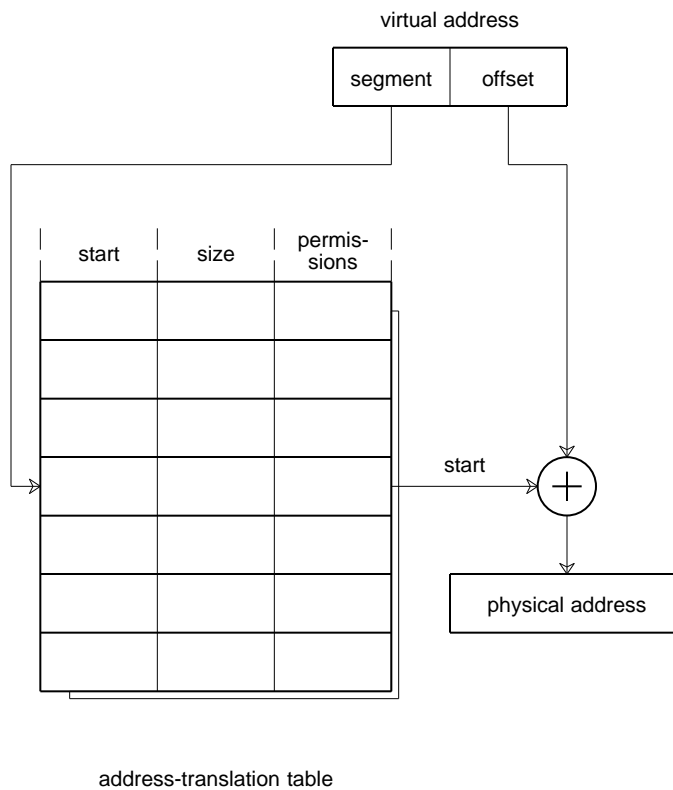 virtual address
segment offset
start size permis-
sions
start
physical address
address-translation table